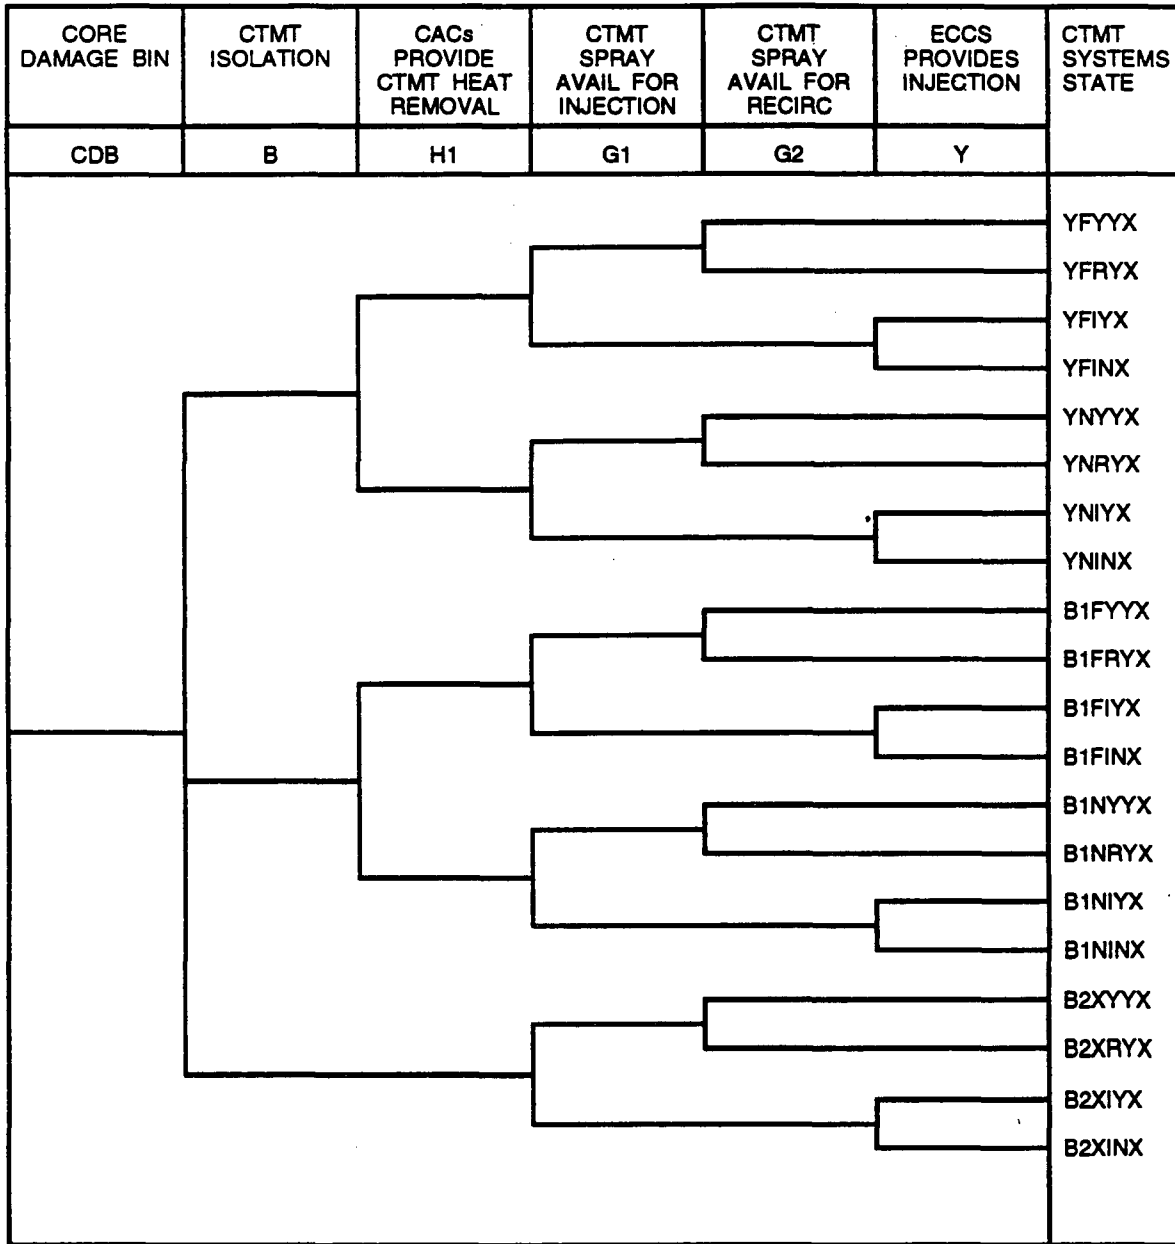 CORE
DAMAGE BIN
CTMT
ISOLATION
CACs
PROVIDE
CTMT HEAT
REMOVAL
CTMT
SPRAY
AVAIL FOR
INJECTION
CTMT
SPRAY
AVAIL FOR
RECIRC
ECCS
PROVIDES
INJECTION
CTMT
SYSTEMS
STATE
CDB
B
H1
G1
G2
Y
YFYYX
YFRYX
YFIYX
YFINX
YNYYX
YNRYX
YNIYX
YNINX
B1FYYX
B1FRYX
B1FIYX
B1FINX
B1NYYX
B1NRYX
B1NIYX
B1NINX
B2XYYX
B2XRYX
B2XIYX
B2XINX